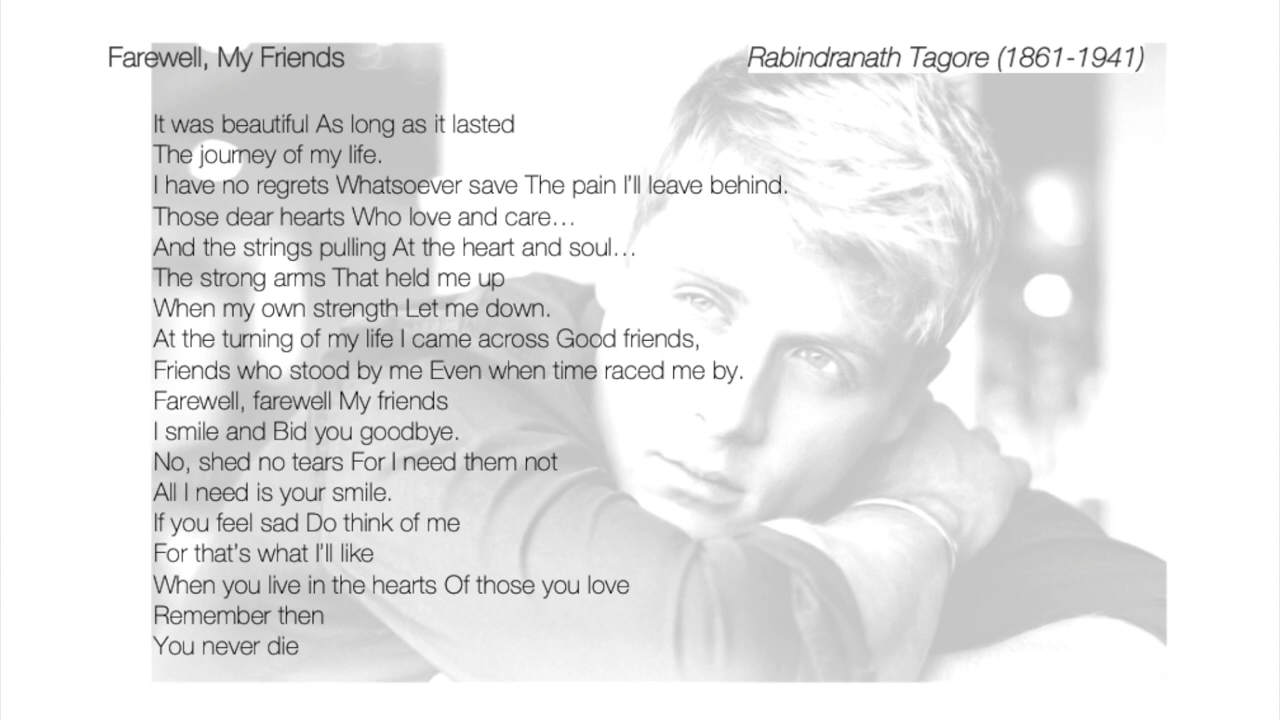 Farewell, My Friends
Rabindranath Tagore (1861-1941)
It was beautiful As long as it lasted
The journey of my life.
I have no regrets Whatsoever save The pain I'll leave behind.
Those dear hearts Who love and care…
And the strings pulling At the heart and soul…
The strong arms That held me up
When my own strength Let me down.
At the turning of my life I came across Good friends,
Friends who stood by me Even when time raced me by.
Farewell, farewell My friends
I smile and Bid you goodbye.
No, shed no tears For I need them not
All I need is your smile.
If you feel sad Do think of me
For that's what I'll like
When you live in the hearts Of those you love
Remember then
You never die